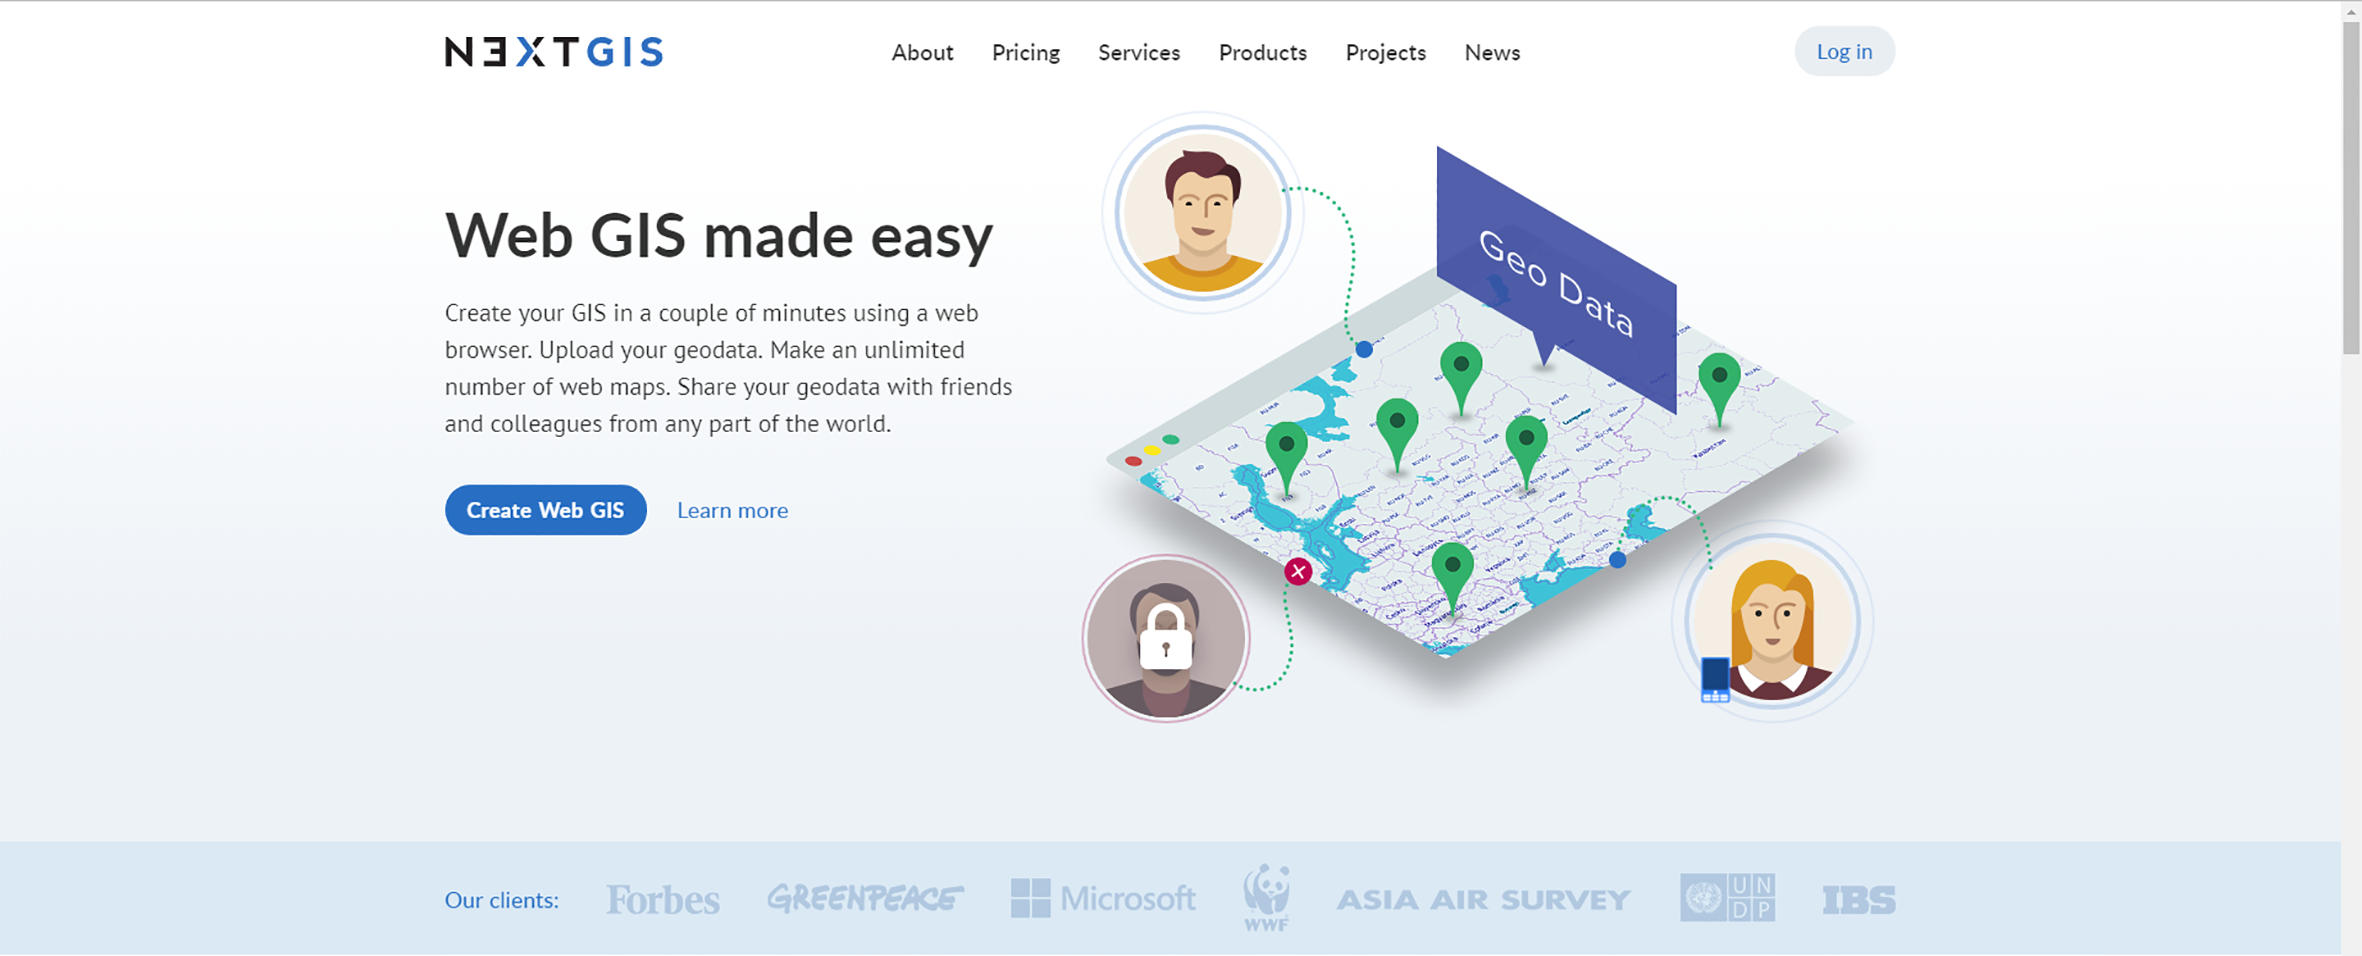 NEXTGIS
About Pricing Services Products Projects News
Log in
Geo Data
Web GIS made easy
Create your GIS in a couple of minutes using a web
browser. Upload your geodata. Make an unlimited
number of web maps. Share your geodata with friends
and colleagues from any part of the world.
Create Web GIS
Learn more
Our clients:
Forbes
GREENPEACE
Microsoft
WWF
ASIA AIR SURVEY
UN
DP
IBS